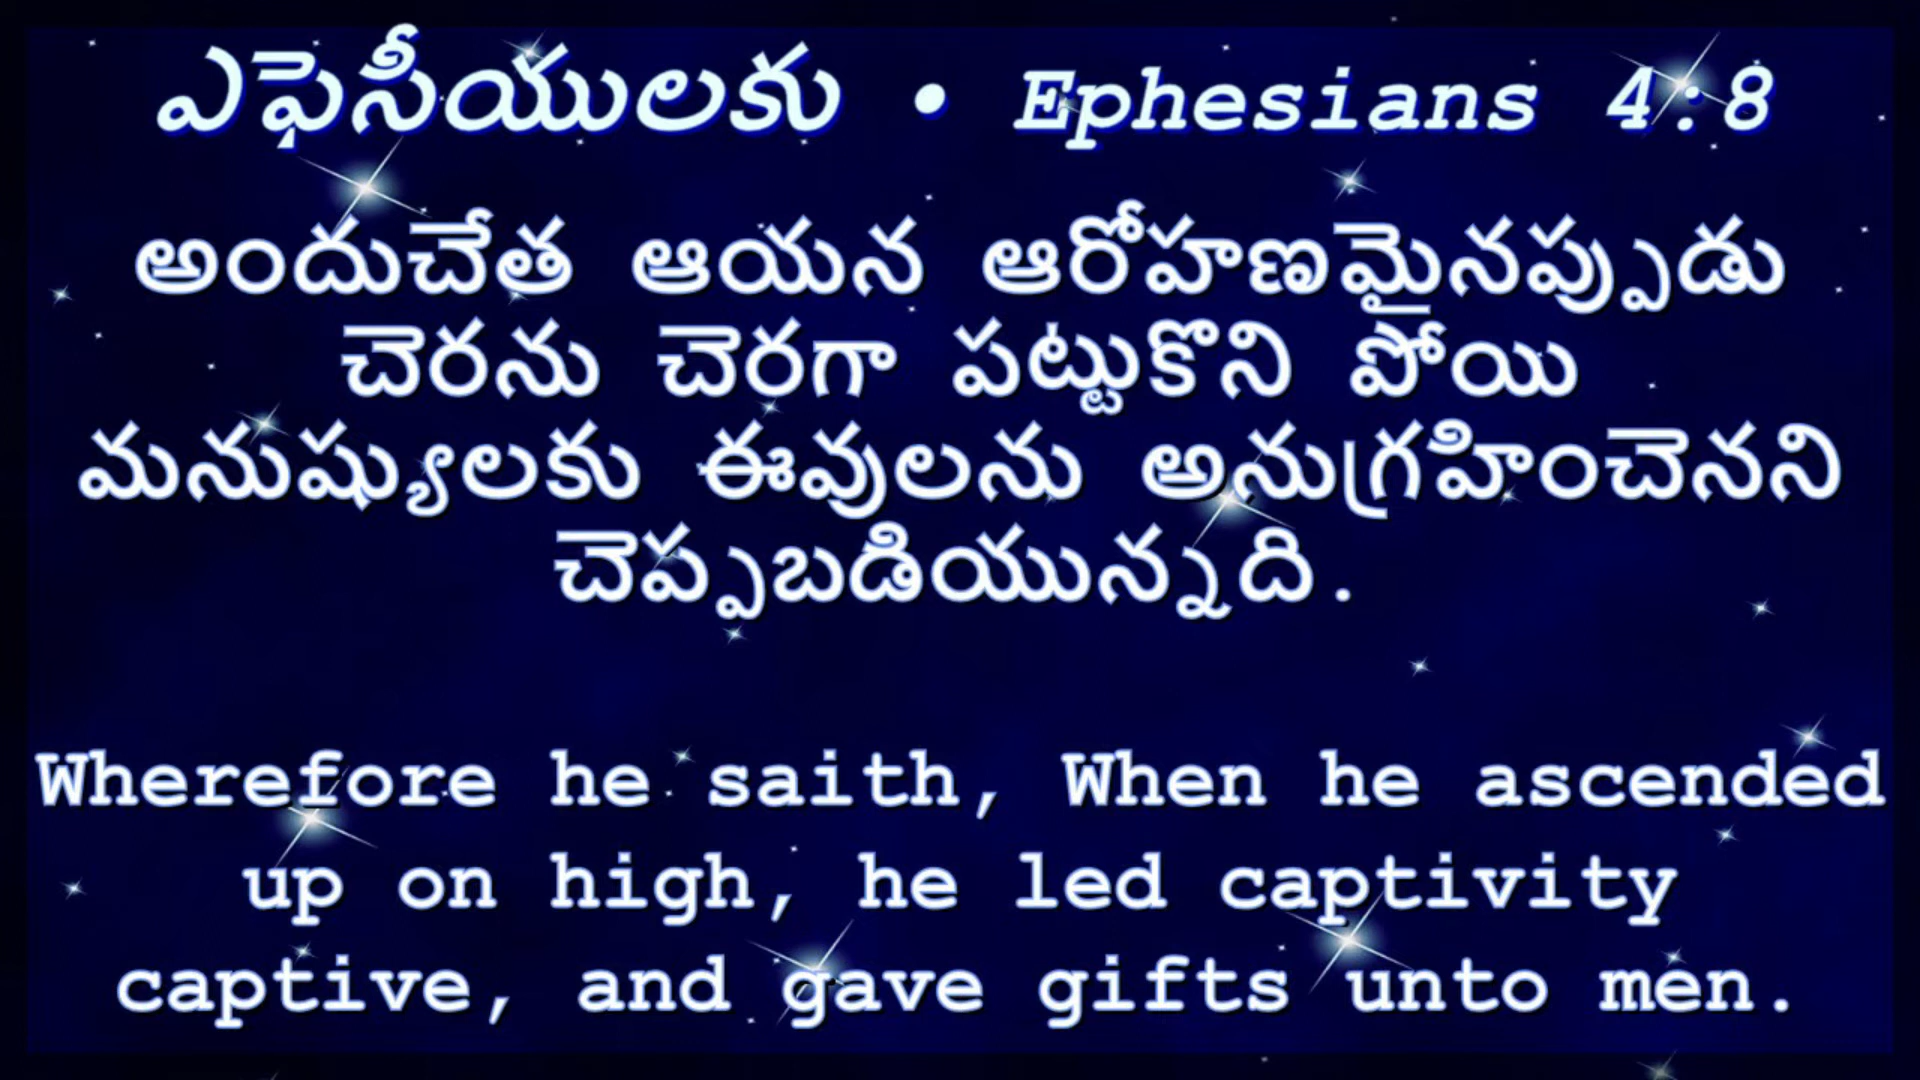 ఎఫెసీయులకు • Ephesians 4:8
అందుచేత ఆయన ఆరోహణమైనప్పుడు
చెరను చెరగా పట్టుకొని పోయి
మనుష్యులకు ఈవులను అనుగ్రహించెనని
చెప్పబడియున్నది.
Wherefore he saith, When he ascended
up on high, he led captivity
captive, and gave gifts unto men.